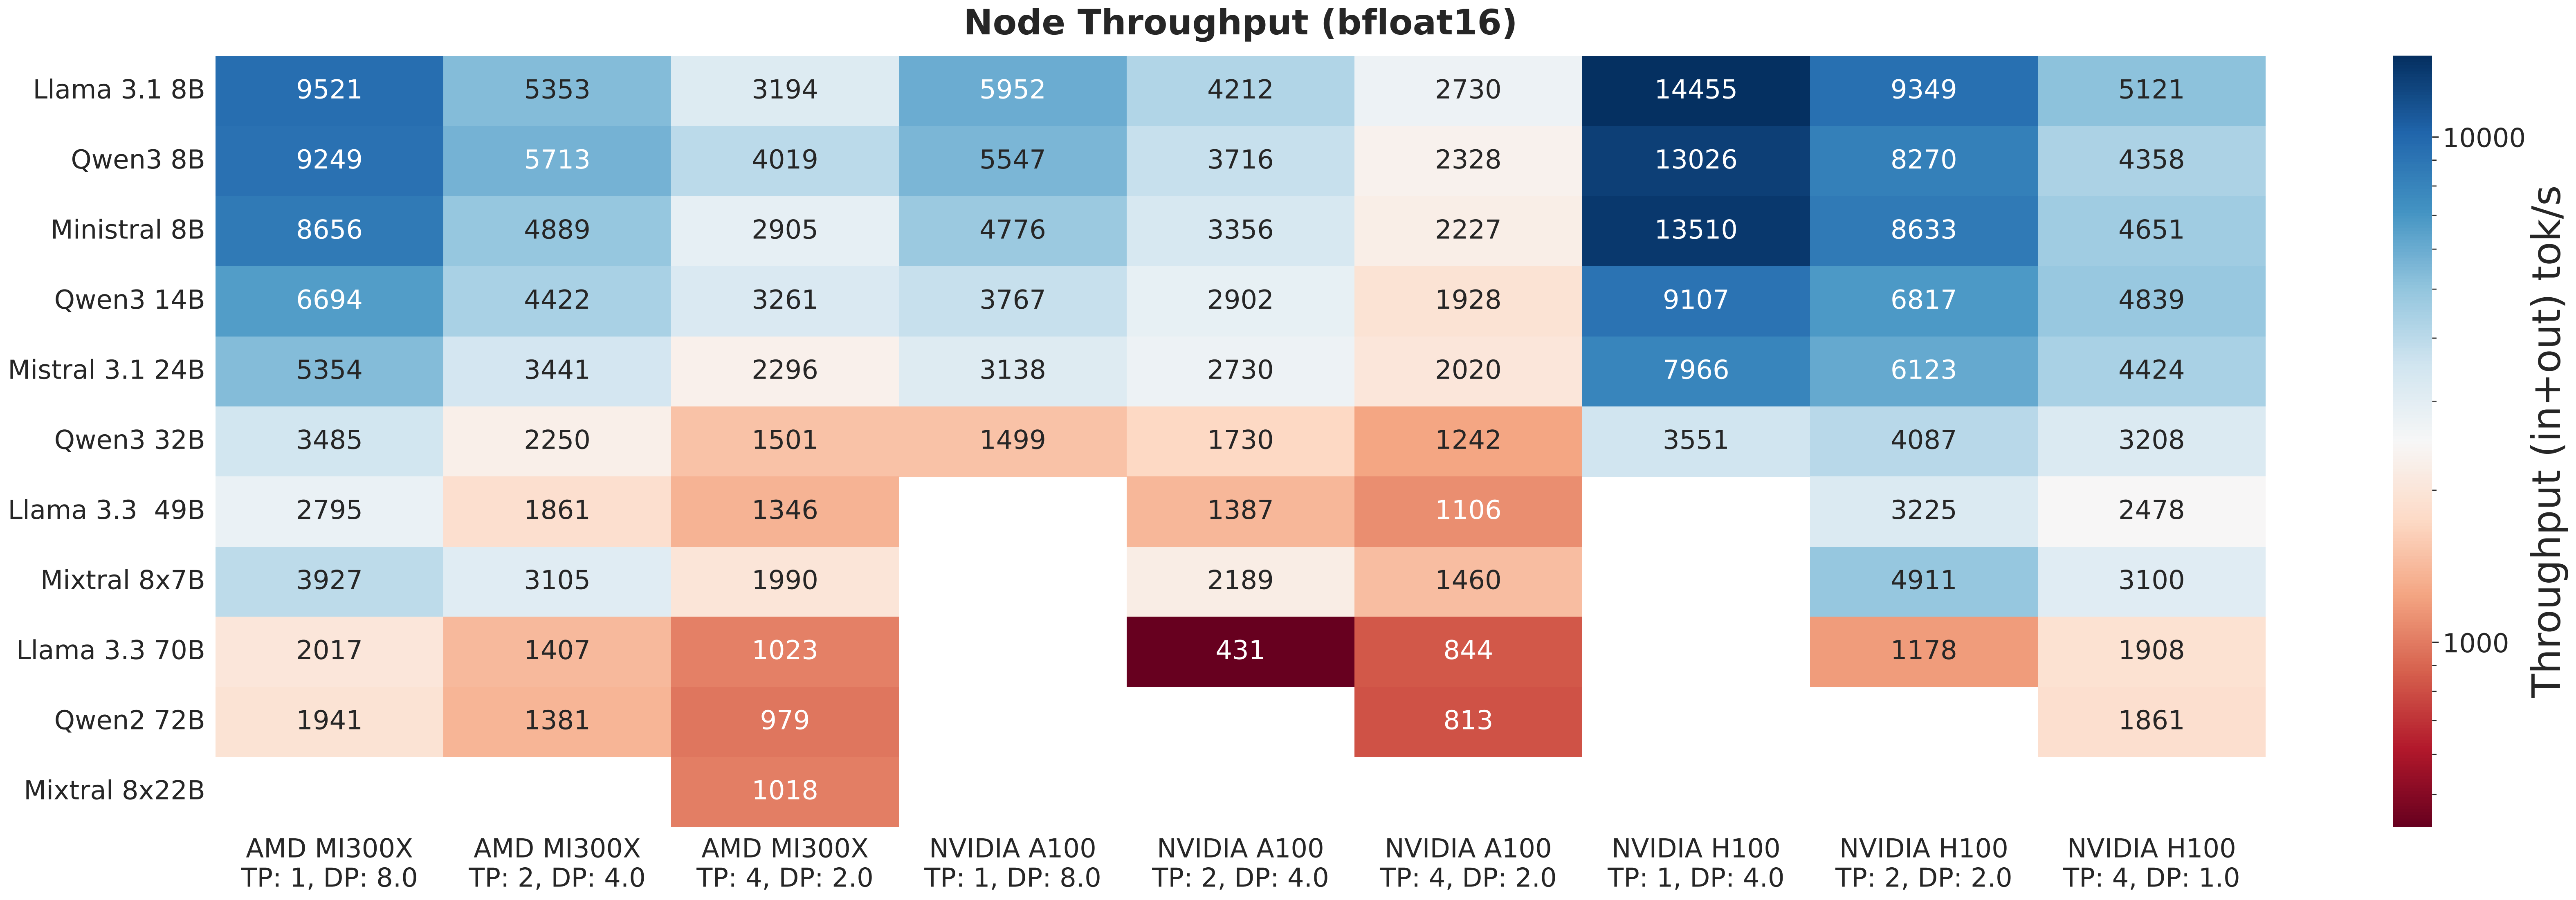 Node Throughput (bfloat16)
Llama 3.1 8B 9521 5353 3194 5952 4212 2730 14455 9349 5121
Qwen3 8B 9249 5713 4019 5547 3716 2328 13026 8270 4358
Ministral 8B 8656 4889 2905 4776 3356 2227 13510 8633 4651
Qwen3 14B 6694 4422 3261 3767 2902 1928 9107 6817 4839
Mistral 3.1 24B 5354 3441 2296 3138 2730 2020 7966 6123 4424
Qwen3 32B 3485 2250 1501 1499 1730 1242 3551 4087 3208
Llama 3.3  49B 2795 1861 1346 1387 1106 3225 2478
Mixtral 8x7B 3927 3105 1990 2189 1460 4911 3100
Llama 3.3 70B 2017 1407 1023 431 844 1178 1908
Qwen2 72B 1941 1381 979 813 1861
Mixtral 8x22B 1018
AMD MI300X AMD MI300X AMD MI300X NVIDIA A100 NVIDIA A100 NVIDIA A100 NVIDIA H100 NVIDIA H100 NVIDIA H100
TP: 1, DP: 8.0 TP: 2, DP: 4.0 TP: 4, DP: 2.0 TP: 1, DP: 8.0 TP: 2, DP: 4.0 TP: 4, DP: 2.0 TP: 1, DP: 4.0 TP: 2, DP: 2.0 TP: 4, DP: 1.0
10000
1000
Throughput (in+out) tok/s